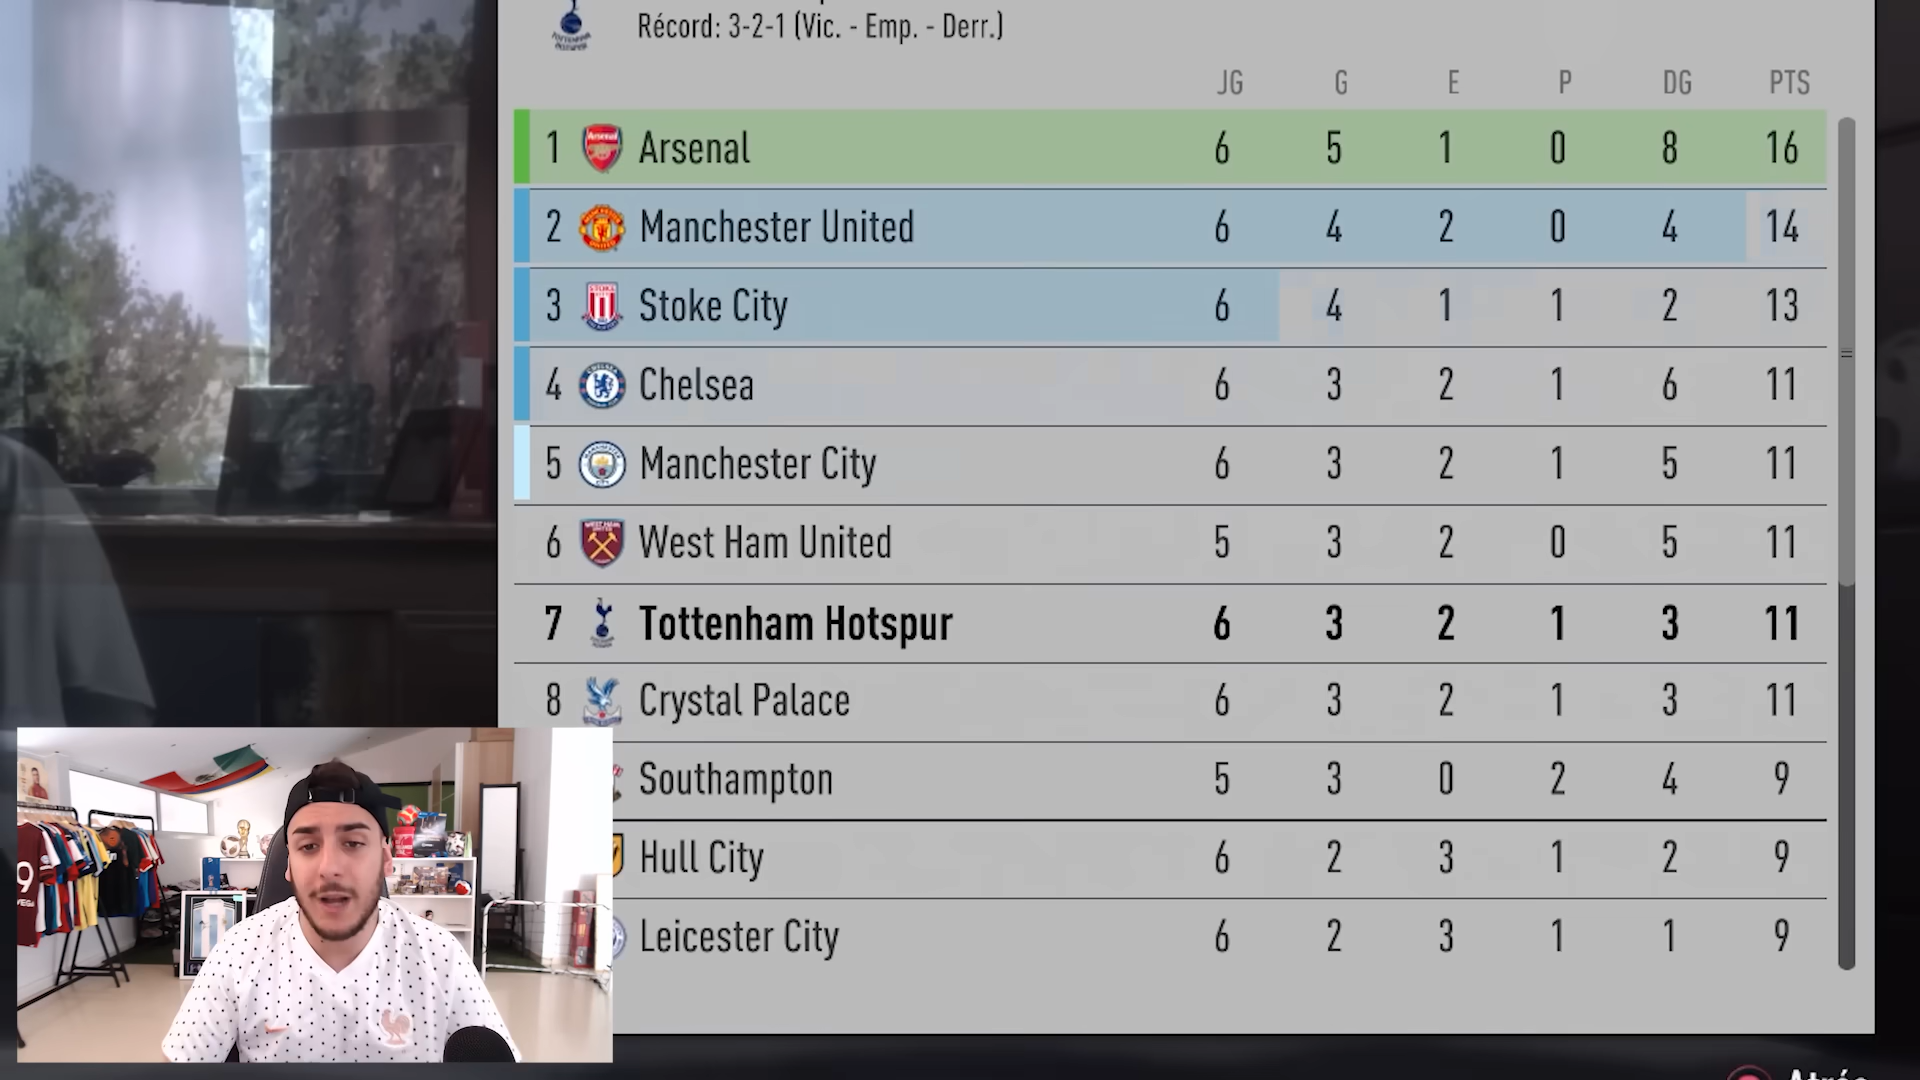 Récord: 3-2-1 (Vic. - Emp. - Derr.)
JG G E P DG PTS
1 Arsenal 6 5 1 0 8 16
2 Manchester United 6 4 2 0 4 14
3 Stoke City 6 4 1 1 2 13
4 Chelsea 6 3 2 1 6 11
5 Manchester City 6 3 2 1 5 11
6 West Ham United 5 3 2 0 5 11
7 Tottenham Hotspur 6 3 2 1 3 11
8 Crystal Palace 6 3 2 1 3 11
Southampton 5 3 0 2 4 9
Hull City 6 2 3 1 2 9
Leicester City 6 2 3 1 1 9